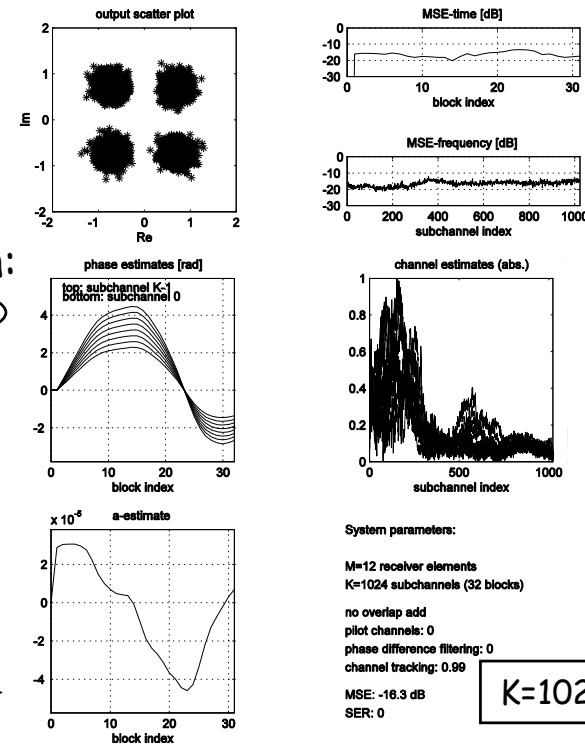 output scatter plot
2
1
0
-1
-2
Im
-2 -1 0 1 2
Re
MSE-time [dB]
0
-10
-20
-30
0 10 20 30
block index
MSE-frequency [dB]
0
-10
-20
-30
0 200 400 600 800 1000
subchannel index
phase estimates [rad]
top: subchannel K-1
bottom: subchannel 0
4
2
0
-2
0 10 20 30
block index
channel estimates (abs.)
1
0.8
0.6
0.4
0.2
0
0 500 1000
subchannel index
x 10^-5
a-estimate
2
0
-2
-4
0 10 20 30
block index
System parameters:
M=12 receiver elements
K=1024 subchannels (32 blocks)
no overlap add
pilot channels: 0
phase difference filtering: 0
channel tracking: 0.99
MSE: -16.3 dB
SER: 0
K=102